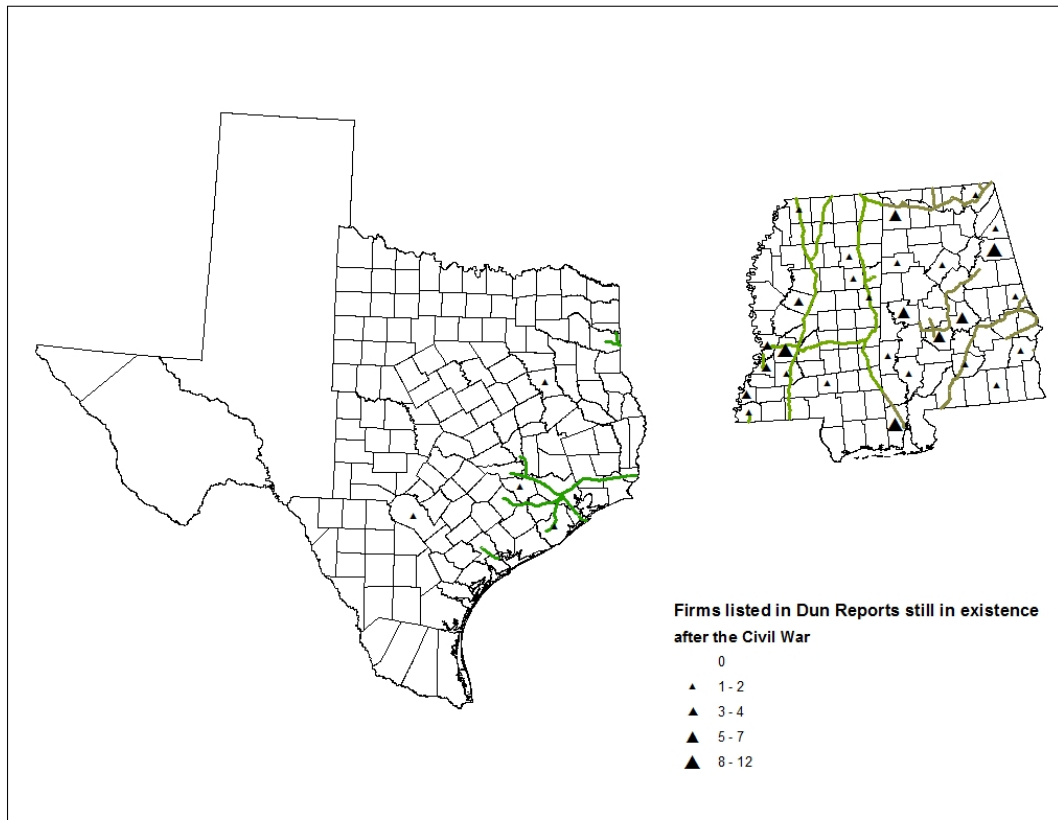 Firms listed in Dun Reports still in existence
after the Civil War
0
1 - 2
3 - 4
5 - 7
8 - 12